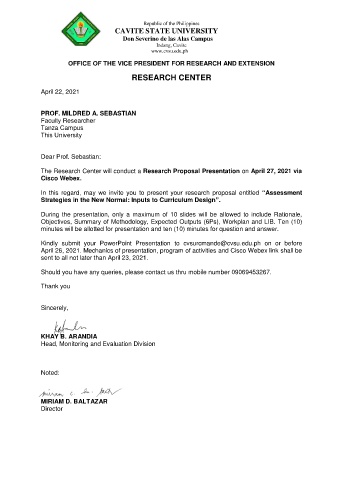 Republic of the Philippines
CAVITE STATE UNIVERSITY
Don Severino de las Alas Campus
Indang, Cavite
www.cvsu.edu.ph
OFFICE OF THE VICE PRESIDENT FOR RESEARCH AND EXTENSION
RESEARCH CENTER
April 22, 2021
PROF. MILDRED A. SEBASTIAN
Faculty Researcher
Tanza Campus
This University
Dear Prof. Sebastian:
The Research Center will conduct a Research Proposal Presentation on April 27, 2021 via
Cisco Webex.
In this regard, may we invite you to present your research proposal entitled “Assessment
Strategies in the New Normal: Inputs to Curriculum Design”.
During the presentation, only a maximum of 10 slides will be allowed to include Rationale,
Objectives, Summary of Methodology, Expected Outputs (6Ps), Workplan and LIB. Ten (10)
minutes will be allotted for presentation and ten (10) minutes for question and answer.
Kindly submit your PowerPoint Presentation to cvsuromande@cvsu.edu.ph on or before
April 26, 2021. Mechanics of presentation, program of activities and Cisco Webex link shall be
sent to all not later than April 23, 2021.
Should you have any queries, please contact us thru mobile number 09069453267.
Thank you
Sincerely,
KHAY B. ARANDIA
Head, Monitoring and Evaluation Division
Noted:
MIRIAM D. BALTAZAR
Director